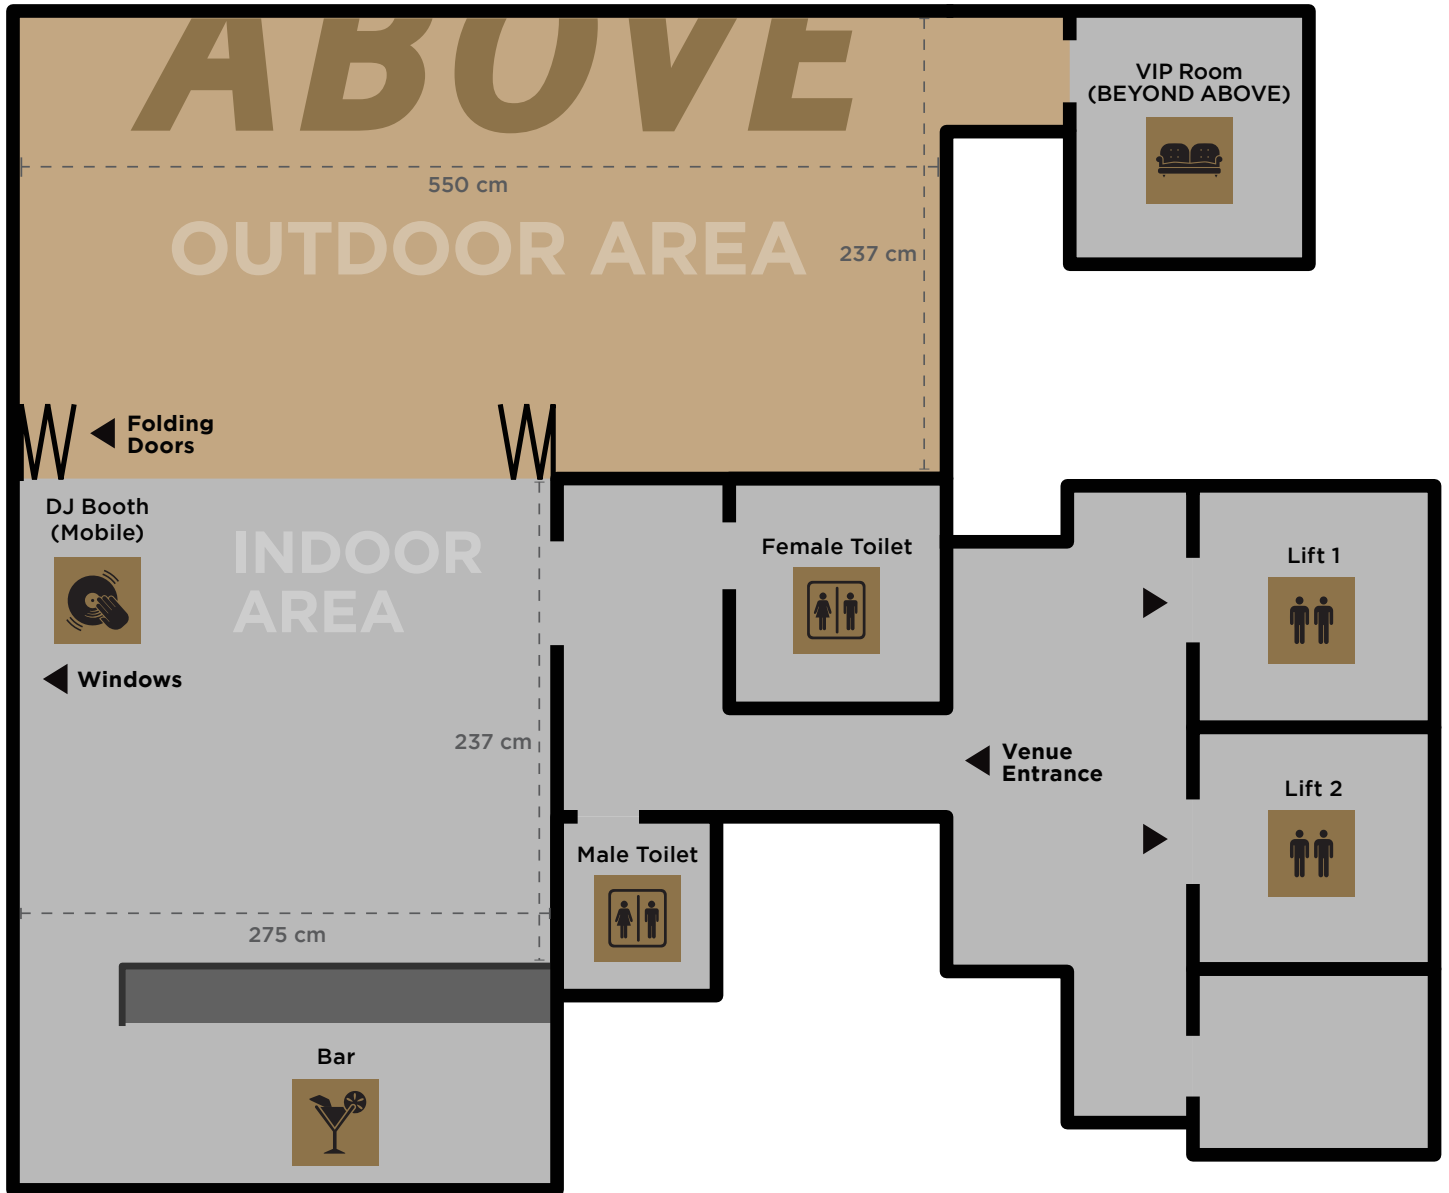 ABOVE
VIP Room
(BEYOND ABOVE)
550 cm
OUTDOOR AREA
237 cm
Folding
Doors
DJ Booth
(Mobile)
INDOOR
AREA
Female Toilet
Lift 1
Windows
237 cm
Venue
Entrance
Lift 2
Male Toilet
275 cm
Bar